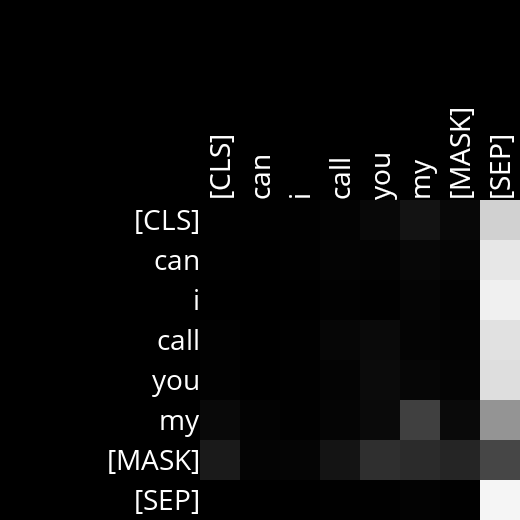 [CLS] can i call you my [MASK] [SEP]
[CLS]
can
i
call
you
my
[MASK]
[SEP]